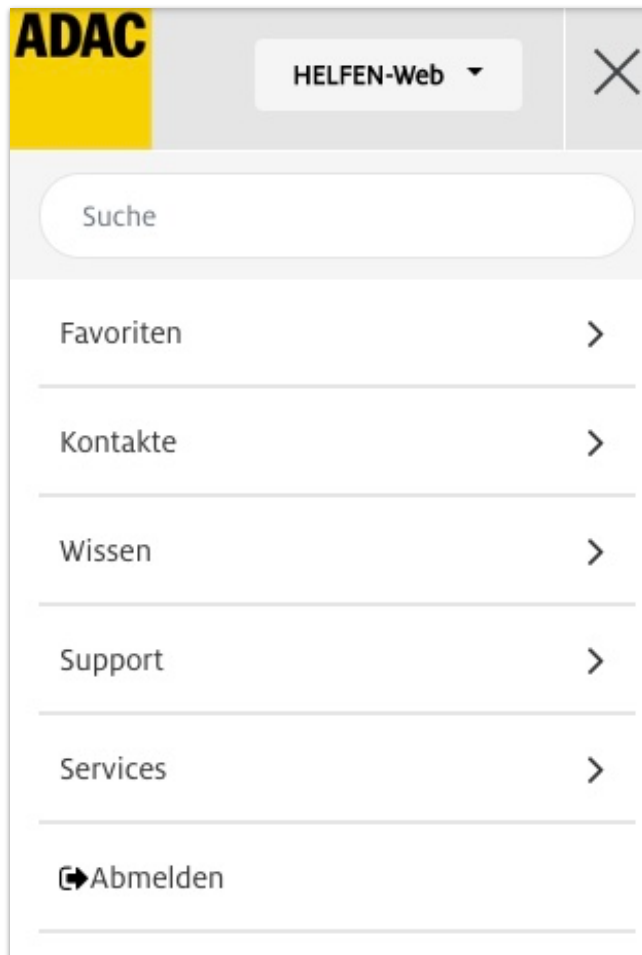 ADAC
HELFEN-Web
Suche
Favoriten
Kontakte
Wissen
Support
Services
Abmelden